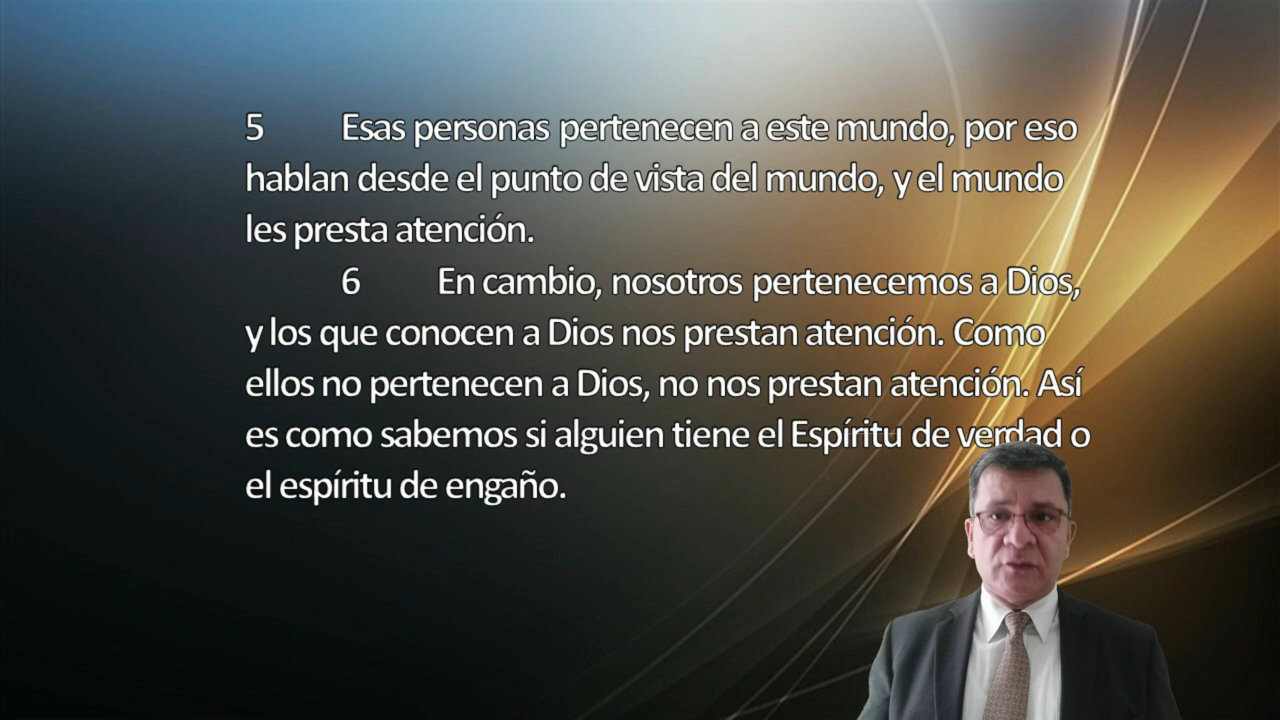 5 Esas personas pertenecen a este mundo, por eso
hablan desde el punto de vista del mundo, y el mundo
les presta atención.
6 En cambio, nosotros pertenecemos a Dios,
y los que conocen a Dios nos prestan atención. Como
ellos no pertenecen a Dios, no nos prestan atención. Así
es como sabemos si alguien tiene el Espíritu de verdad o
el espíritu de engaño.